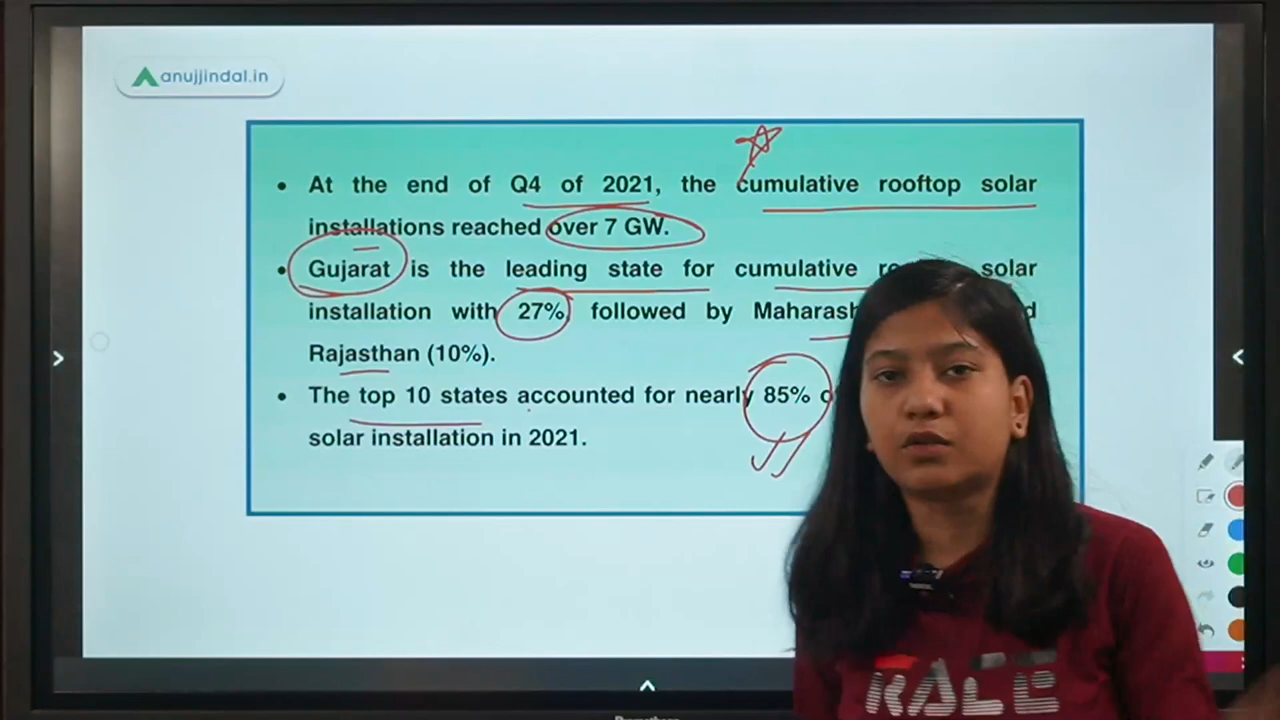 anujjindal.in
• At the end of Q4 of 2021, the cumulative rooftop solar
installations reached over 7 GW.
• Gujarat is the leading state for cumulative solar
installation with 27% followed by
Rajasthan (10%).
• The top 10 states accounted for nearly 85%
solar installation in 2021.
RACE